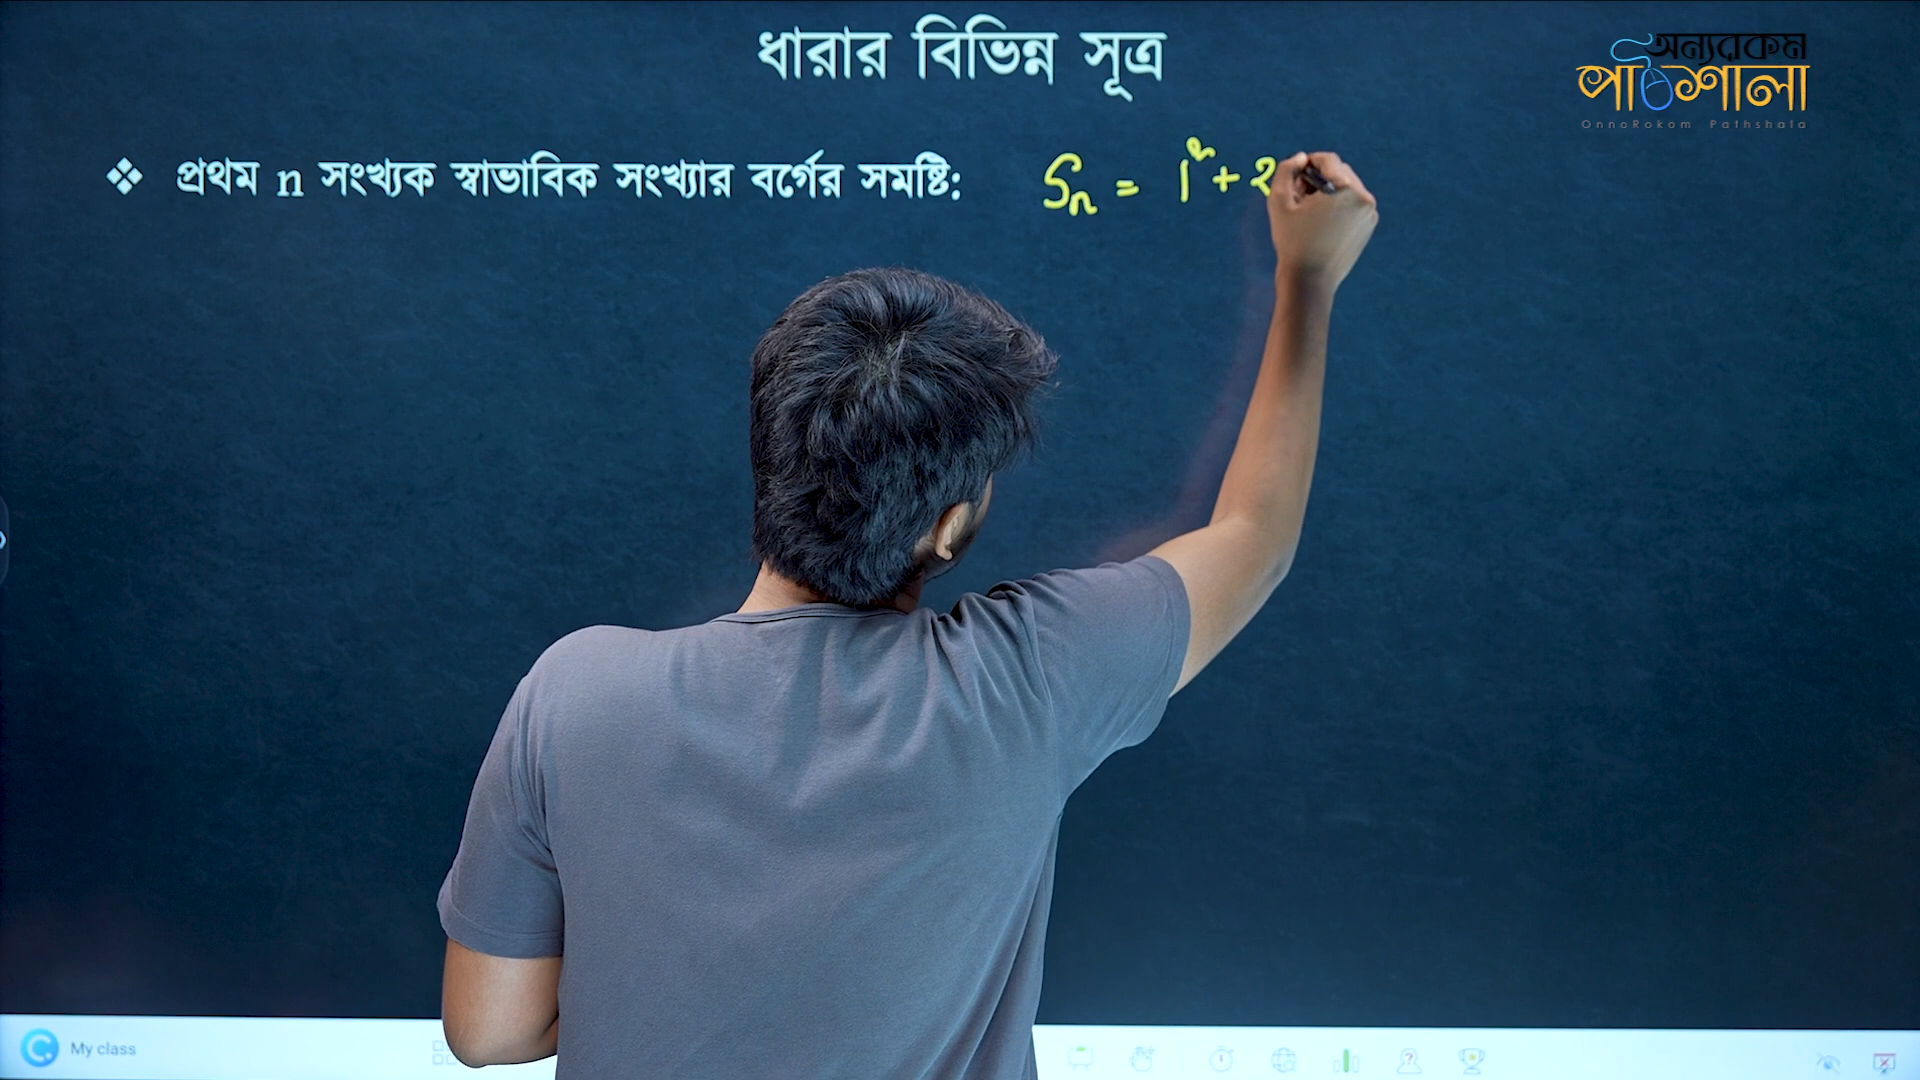 ধারার বিভিন্ন সূত্র
অন্যরকম
পাঠশালা
OnnoRokom Pathshala
❖ প্রথম n সংখ্যক স্বাভাবিক সংখ্যার বর্গের সমষ্টি: Sn = 1² + 2
My class